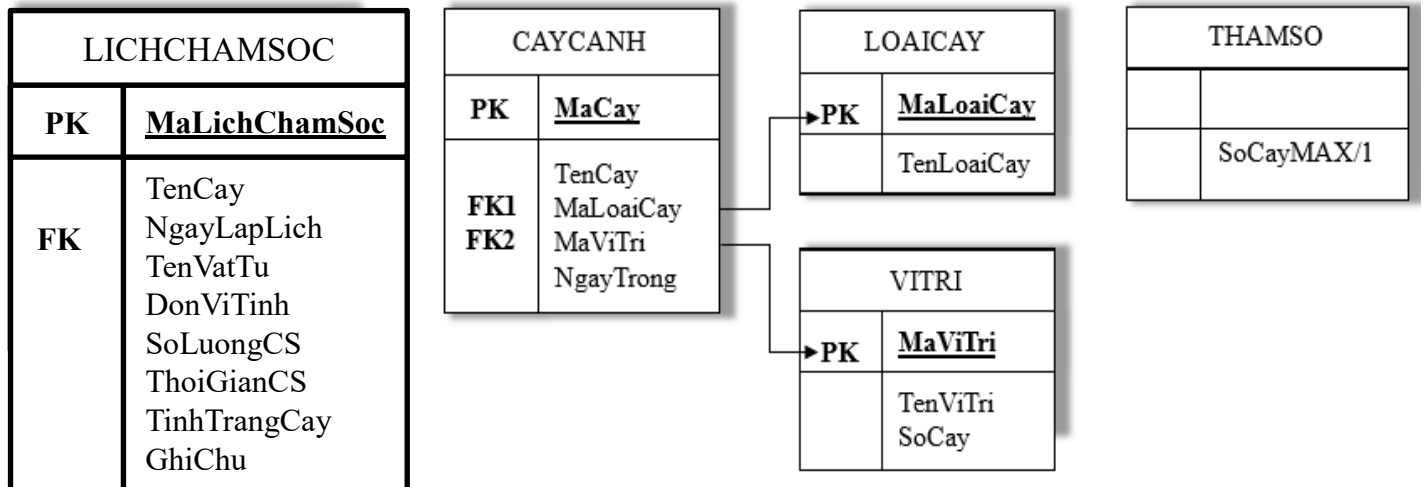 LICHCHAMSOC
PK MaLichChamSoc
TenCay
FK NgayLapLich
TenVatTu
DonViTinh
SoLuongCS
ThoiGianCS
TinhTrangCay
GhiChu
CAYCANH
PK MaCay
TenCay
FK1 MaLoaiCay
FK2 MaViTri
NgayTrong
LOAICAY
PK MaLoaiCay
TenLoaiCay
VITRI
PK MaViTri
TenViTri
SoCay
THAMSO
SoCayMAX/1